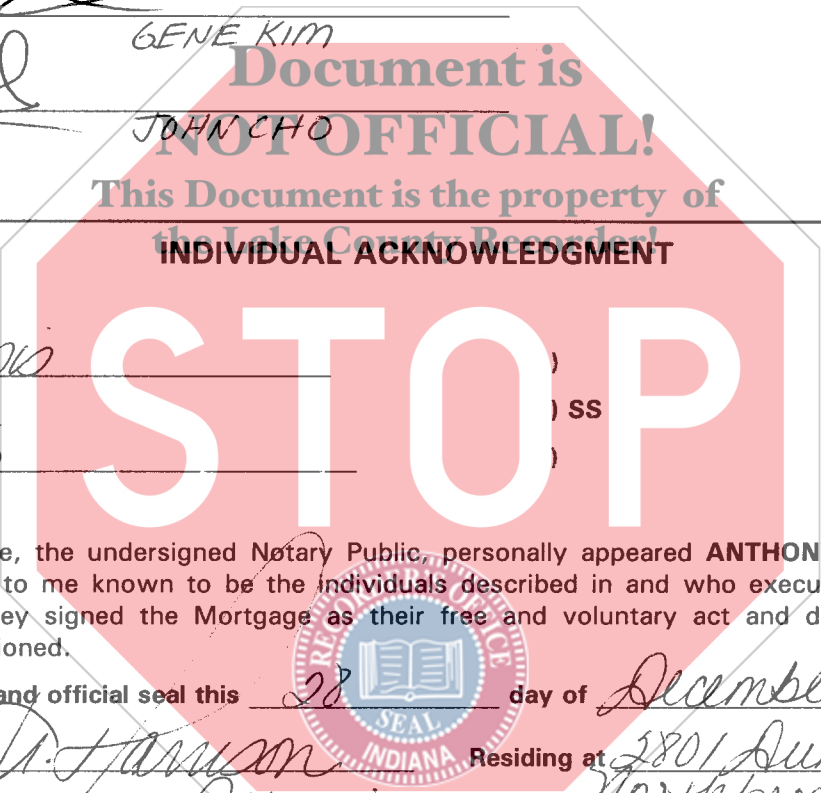 GENE KIM
Document is
JOHN CHO
NOT OFFICIAL!
This Document is the property of
the Lake County Recorder!
INDIVIDUAL ACKNOWLEDGMENT
STOP
)
) SS
)
e, the undersigned Notary Public, personally appeared ANTHON
to me known to be the individuals described in and who execu
ey signed the Mortgage as their free and voluntary act and d
ioned.
and official seal this 28 day of Decembe
Harrison Residing at 2801
RECORDER'S OFFICE
SEAL
INDIANA